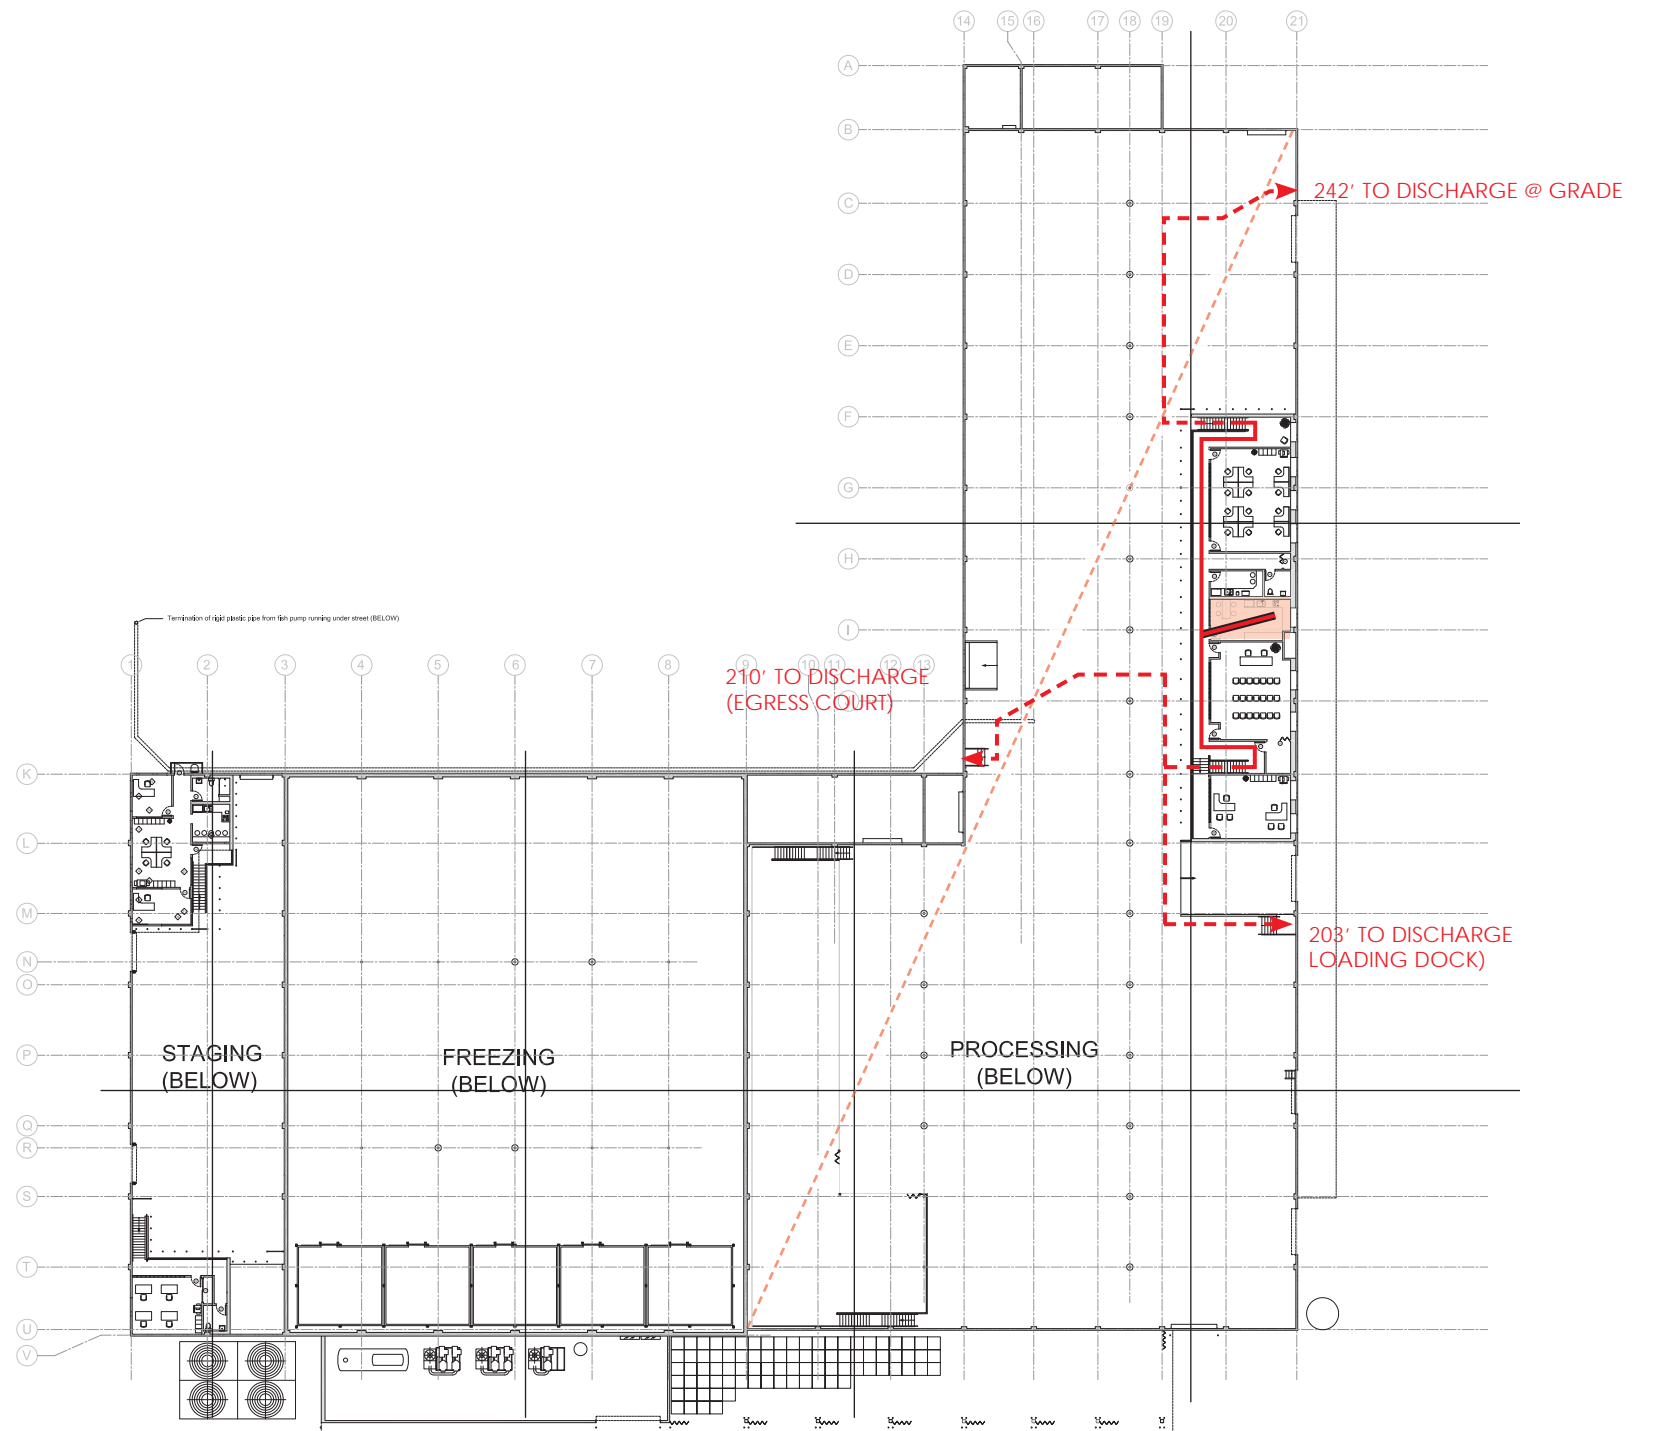 14 15 16 17 18 19 20 21
A
B
242' TO DISCHARGE @ GRADE
C
D
E
F
G
H
Termination of rigid plastic pipe from fish pump running under street (BELOW)
I
1 2 3 4 5 6 7 8 9 10 11 12 13
210' TO DISCHARGE
(EGRESS COURT)
K
L
M
203' TO DISCHARGE
LOADING DOCK)
N
O
STAGING
(BELOW)
FREEZING
(BELOW)
PROCESSING
(BELOW)
P
Q
R
S
T
U
V